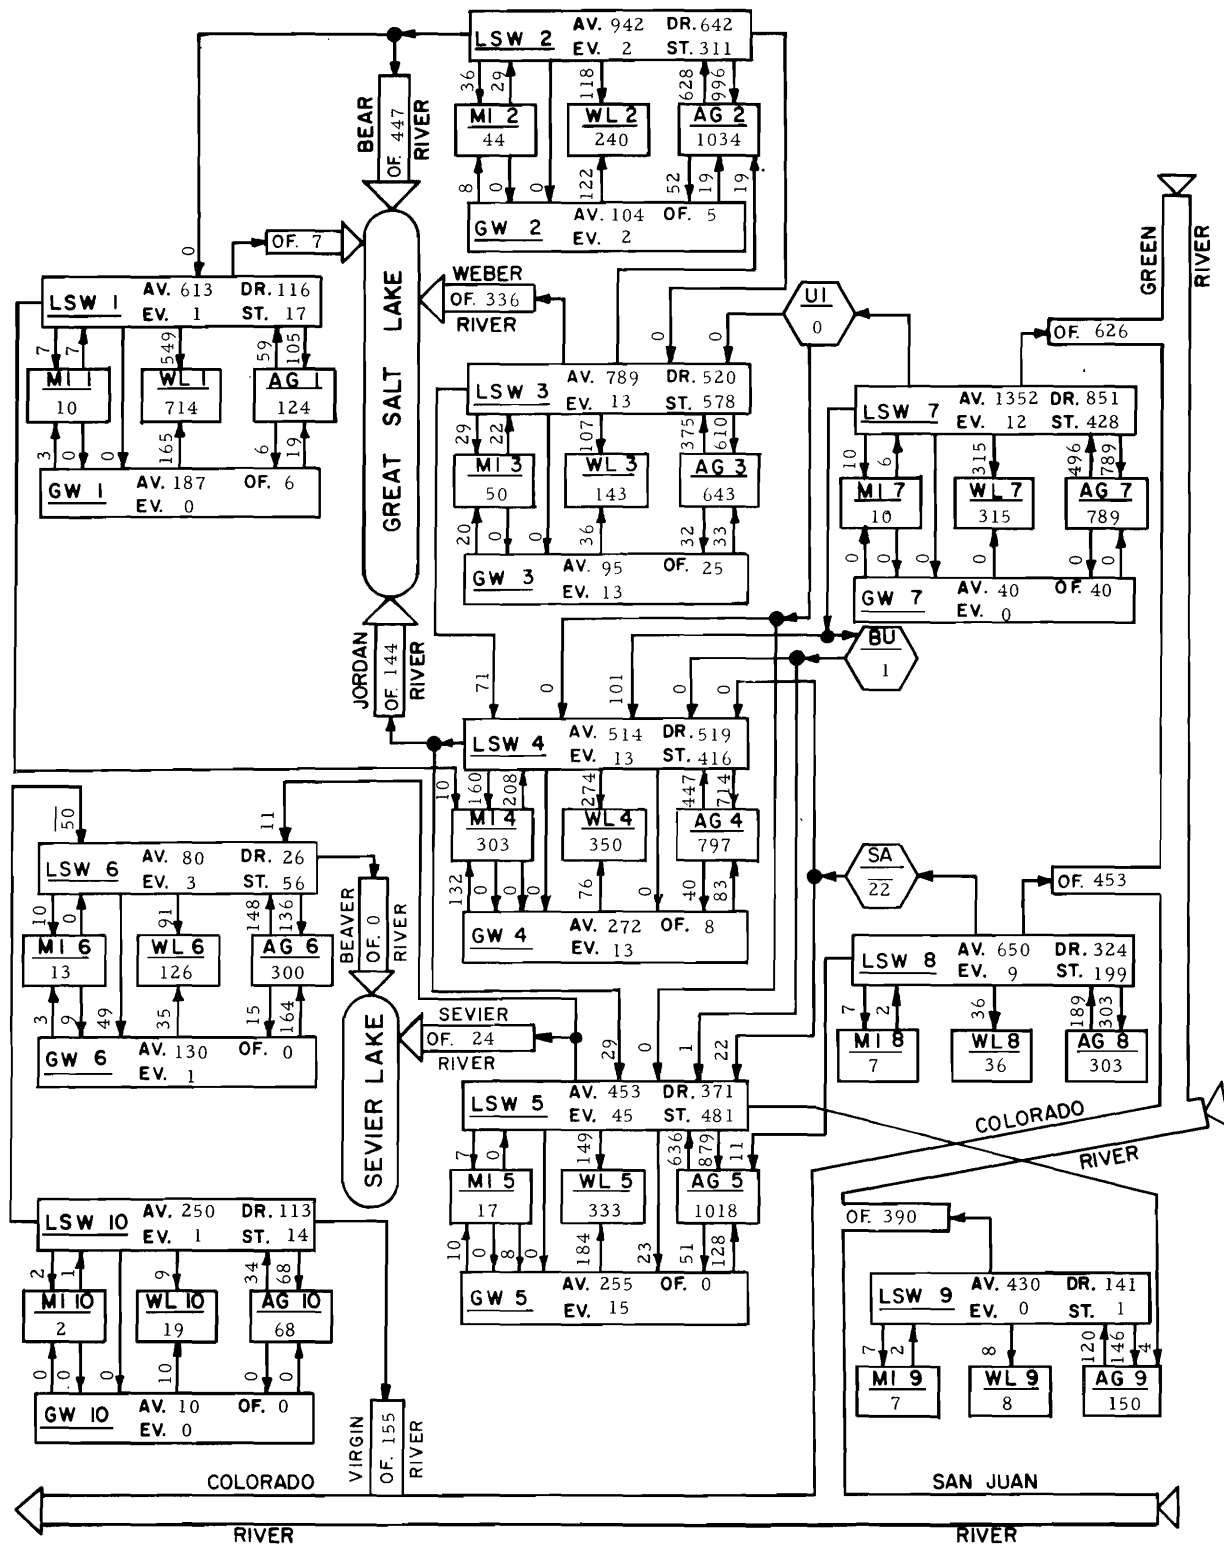 LSW 2 AV. 942 DR. 642
EV. 2 ST. 311
36 29 118 628 996
MI 2 WL 2 AG 2
44 240 1034
8 0 0 122 52 19 19
GW 2 AV. 104 OF. 5
EV. 2
BEAR
OF. 447
RIVER
0
OF. 7
LSW 1 AV. 613 DR. 116
EV. 1 ST. 17
7 7 549 59 105
MI 1 WL 1 AG 1
10 714 124
3 0 0 165 6 19
GW 1 AV. 187 OF. 6
EV. 0
GREAT SALT LAKE
WEBER
OF. 336
RIVER
UI
0
0 0
LSW 3 AV. 789 DR. 520
EV. 13 ST. 578
29 22 107 375 610
MI 3 WL 3 AG 3
50 143 643
20 0 0 36 32 33
GW 3 AV. 95 OF. 25
EV. 13
GREEN
RIVER
OF. 626
LSW 7 AV. 1352 DR. 851
EV. 12 ST. 428
10 6 315 496 789
MI 7 WL 7 AG 7
10 315 789
0 0 0 0 0 0
GW 7 AV. 40 OF. 40
EV. 0
BU
1
JORDAN
OF. 144
RIVER
71 0 101 0 0
LSW 4 AV. 514 DR. 519
EV. 13 ST. 416
10 160 208 274 447 714
MI 4 WL 4 AG 4
303 350 797
132 0 0 0 76 0 40 83
GW 4 AV. 272 OF. 8
EV. 13
50 11
LSW 6 AV. 80 DR. 26
EV. 3 ST. 56
10 0 91 148 136
MI 6 WL 6 AG 6
13 126 300
3 9 49 35 15 164
GW 6 AV. 130 OF. 0
EV. 1
BEAVER
OF. 0
RIVER
SEVIER LAKE
SEVIER
OF. 24
RIVER
SA
22
OF. 453
LSW 8 AV. 650 DR. 324
EV. 9 ST. 199
7 2 36 189 303
MI 8 WL 8 AG 8
7 36 303
29 0 1 22
LSW 5 AV. 453 DR. 371
EV. 45 ST. 481
7 0 149 636 879 11
MI 5 WL 5 AG 5
17 333 1018
10 0 8 0 184 23 51 128
GW 5 AV. 255 OF. 0
EV. 15
COLORADO
RIVER
OF. 390
LSW 9 AV. 430 DR. 141
EV. 0 ST. 1
7 2 8 120 146 4
MI 9 WL 9 AG 9
7 8 150
LSW 10 AV. 250 DR. 113
EV. 1 ST. 14
2 1 9 34 68
MI 10 WL 10 AG 10
2 19 68
0 0 0 10 0 0
GW 10 AV. 10 OF. 0
EV. 0
VIRGIN
OF. 155
RIVER
COLORADO
RIVER
SAN JUAN
RIVER